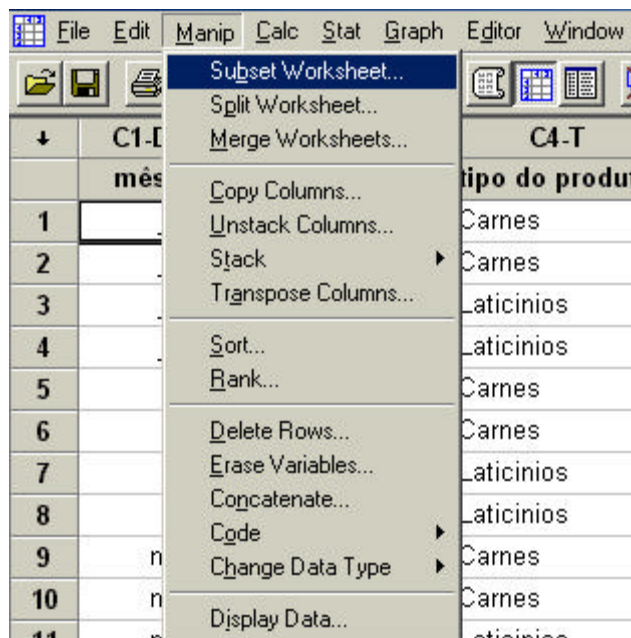 File Edit Manip Calc Stat Graph Editor Window
Subset Worksheet...
Split Worksheet...
Merge Worksheets...
Copy Columns...
Unstack Columns...
Stack
Transpose Columns...
Sort...
Rank...
Delete Rows...
Erase Variables...
Concatenate...
Code
Change Data Type
Display Data...
C4-T
tipo do
1 Carnes
2 Carnes
3 Laticinios
4 Laticinios
5 Carnes
6 Carnes
7 Laticinios
8 Laticinios
9 Carnes
10 Carnes